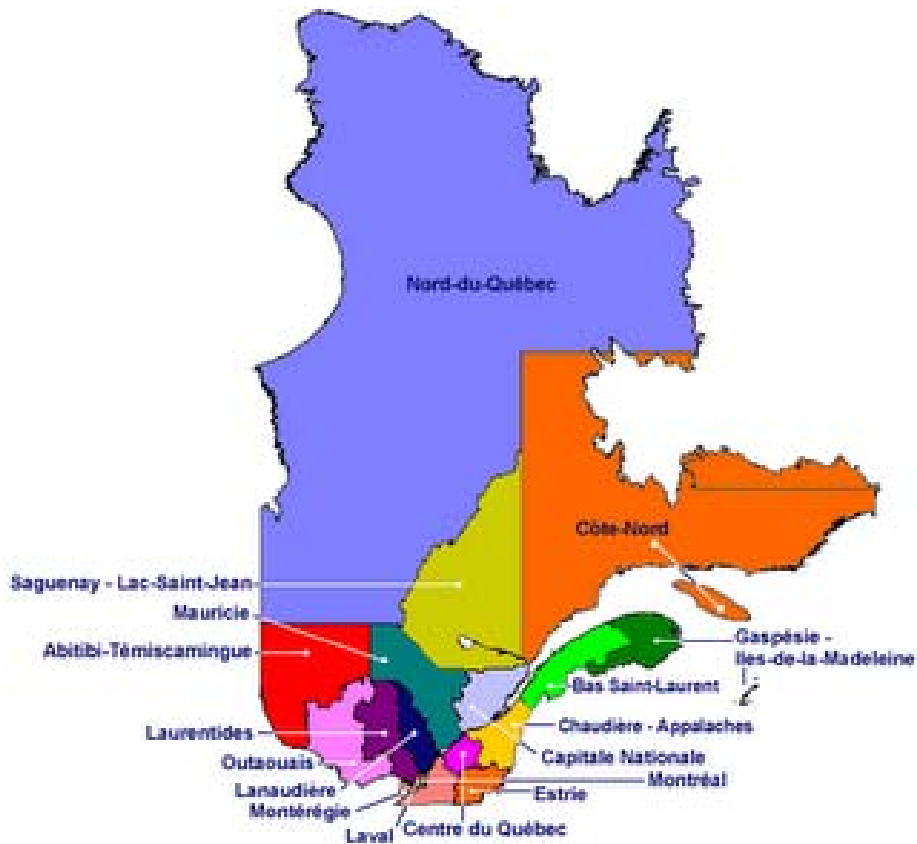 Nord-du-Québec
Côte-Nord
Saguenay - Lac-Saint-Jean
Mauricie
Abitibi-Témiscamingue
Gaspésie -
Iles-de-la-Madeleine
Bas Saint-Laurent
Laurentides
Chaudière - Appalaches
Outaouais
Capitale Nationale
Lanaudière
Montréal
Montérégie
Estrie
Laval
Centre du Québec